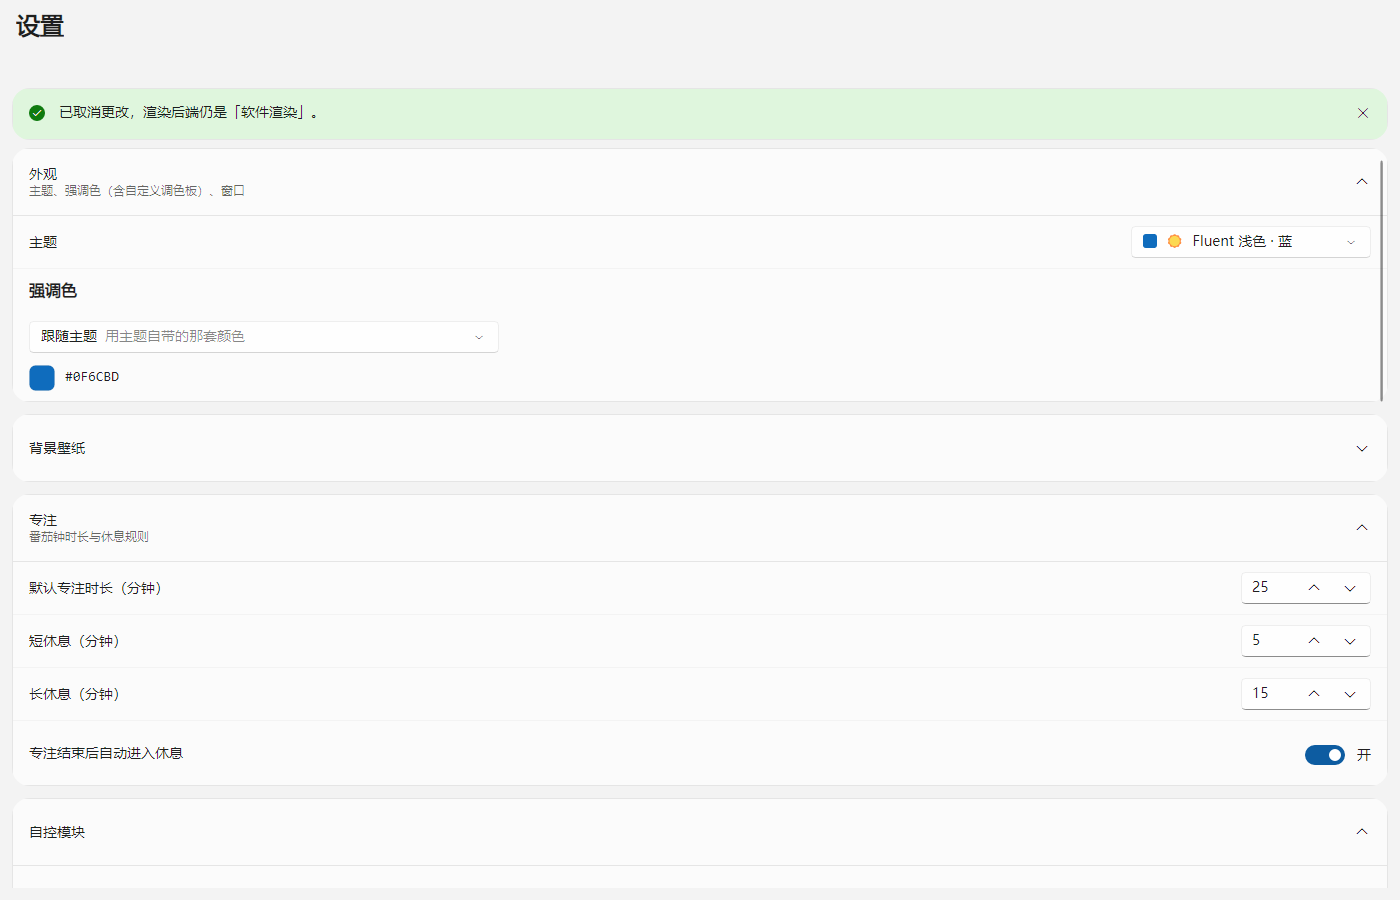 设置
已取消更改，渲染后端仍是「软件渲染」。
外观
主题、强调色（含自定义调色板）、窗口
主题
Fluent 浅色 · 蓝
强调色
跟随主题 用主题自带的那套颜色
#0F6CBD
背景壁纸
专注
番茄钟时长与休息规则
默认专注时长（分钟）
25
短休息（分钟）
5
长休息（分钟）
15
专注结束后自动进入休息
开
自控模块